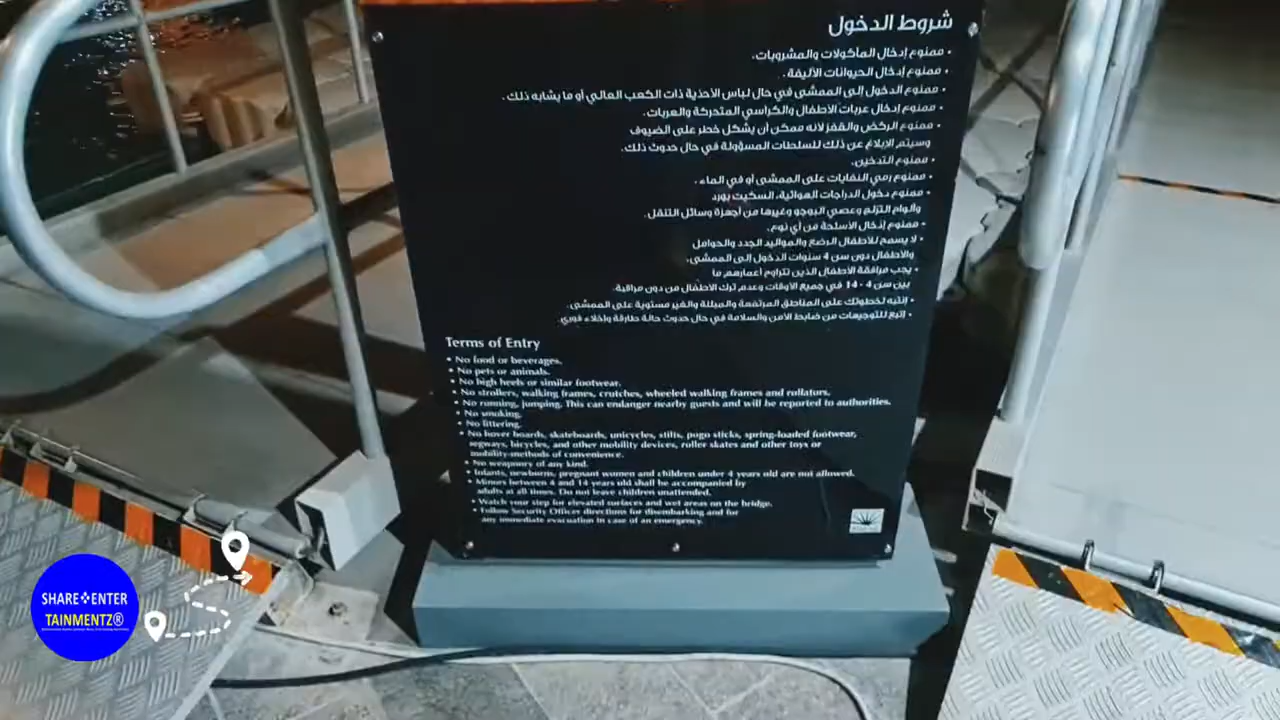 شروط الدخول
• ممنوع إدخال المأكولات والمشروبات.
• ممنوع إدخال الحيوانات الأليفة.
• ممنوع الدخول إلى الممشى في حال لباس الأحذية ذات الكعب العالي أو ما يشابه ذلك.
• ممنوع إدخال عربات الأطفال والكراسي المتحركة والعربات.
• ممنوع الركض والقفز لأنه ممكن أن يشكل خطر على الضيوف
وسيتم الإبلاغ عن ذلك للسلطات المسؤولة في حال حدوث ذلك.
• ممنوع التدخين.
• ممنوع رمي النفايات على الممشى أو في الماء.
• ممنوع دخول الدراجات الهوائية، السكيت بورد
وألواح التزلج وعصي البوجو وغيرها من أجهزة وسائل التنقل.
• ممنوع إدخال الأسلحة من أي نوع.
• لا يسمح للأطفال الرضع والمواليد الجدد والحوامل
والأطفال دون سن 4 سنوات الدخول إلى الممشى.
• يجب مرافقة الأطفال الذين تتراوح أعمارهم ما
بين سن 4 - 14 في جميع الأوقات وعدم ترك الأطفال من دون مراقبة.
• إنتبه لخطوتك على المناطق المرتفعة والمبللة والغير مستوية على الممشى.
• إتبع للتوجيهات من ضابط الأمن والسلامة في حال حدوث حالة طارقة وإخلاء فوري.
Terms of Entry
• No food or beverages.
• No pets or animals.
• No high heels or similar footwear.
• No strollers, walking frames, crutches, wheeled walking frames and rollators.
• No running, jumping. This can endanger nearby guests and will be reported to authorities.
• No smoking.
• No littering.
• No hover boards, skateboards, unicycles, stilts, pogo sticks, spring-loaded footwear,
segways, bicycles, and other mobility devices, roller skates and other toys or
mobility-methods of convenience.
• No weaponry of any kind.
• Infants, newborns, pregnant women and children under 4 years old are not allowed.
• Minors between 4 and 14 years old shall be accompanied by
adults at all times. Do not leave children unattended.
• Watch your step for elevated surfaces and wet areas on the bridge.
• Follow Security Officer directions for disembarking and for
any immediate evacuation in case of an emergency.
SHARE ENTER
TAINMENTZ®